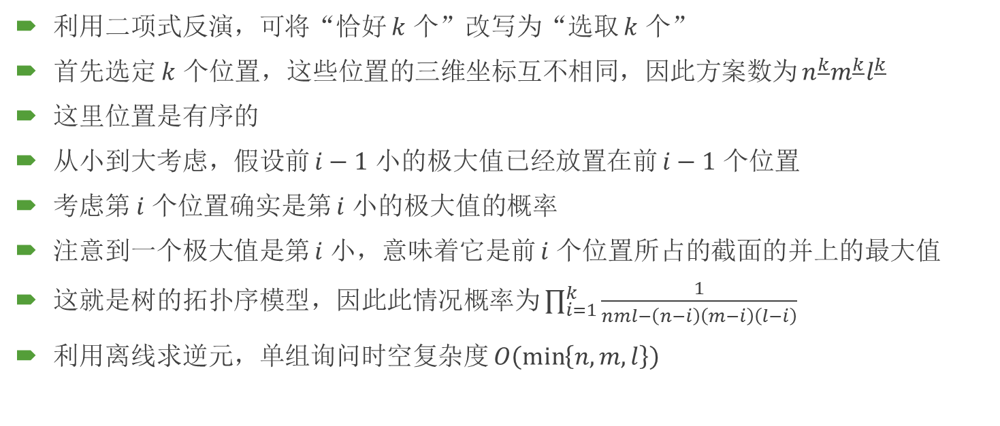 利用二项式反演，可将“恰好 k 个”改写为“选取 k 个”
首先选定 k 个位置，这些位置的三维坐标互不相同，因此方案数为 n^{\underline{k}}m^{\underline{k}}l^{\underline{k}}
这里位置是有序的
从小到大考虑，假设前 i − 1 小的极大值已经放置在前 i − 1 个位置
考虑第 i 个位置确实是第 i 小的极大值的概率
注意到一个极大值是第 i 小，意味着它是前 i 个位置所占的截面的并上的最大值
这就是树的拓扑序模型，因此此情况概率为 \prod_{i=1}^{k} \frac{1}{nml-(n-i)(m-i)(l-i)}
利用离线求逆元，单组询问时空复杂度 O(min{n, m, l})